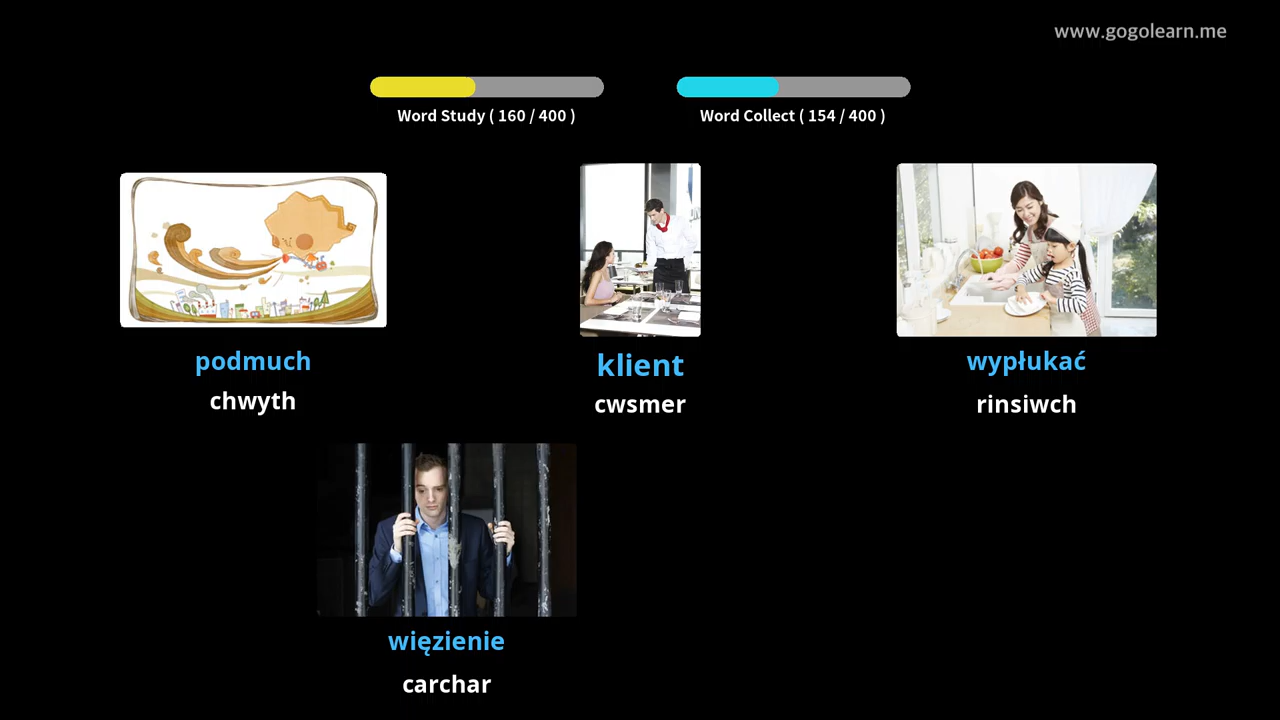 www.gogolearn.me
Word Study ( 160 / 400 )
Word Collect ( 154 / 400 )
podmuch
chwyth
klient
cwsmer
wypłukać
rinsiwch
więzienie
carchar